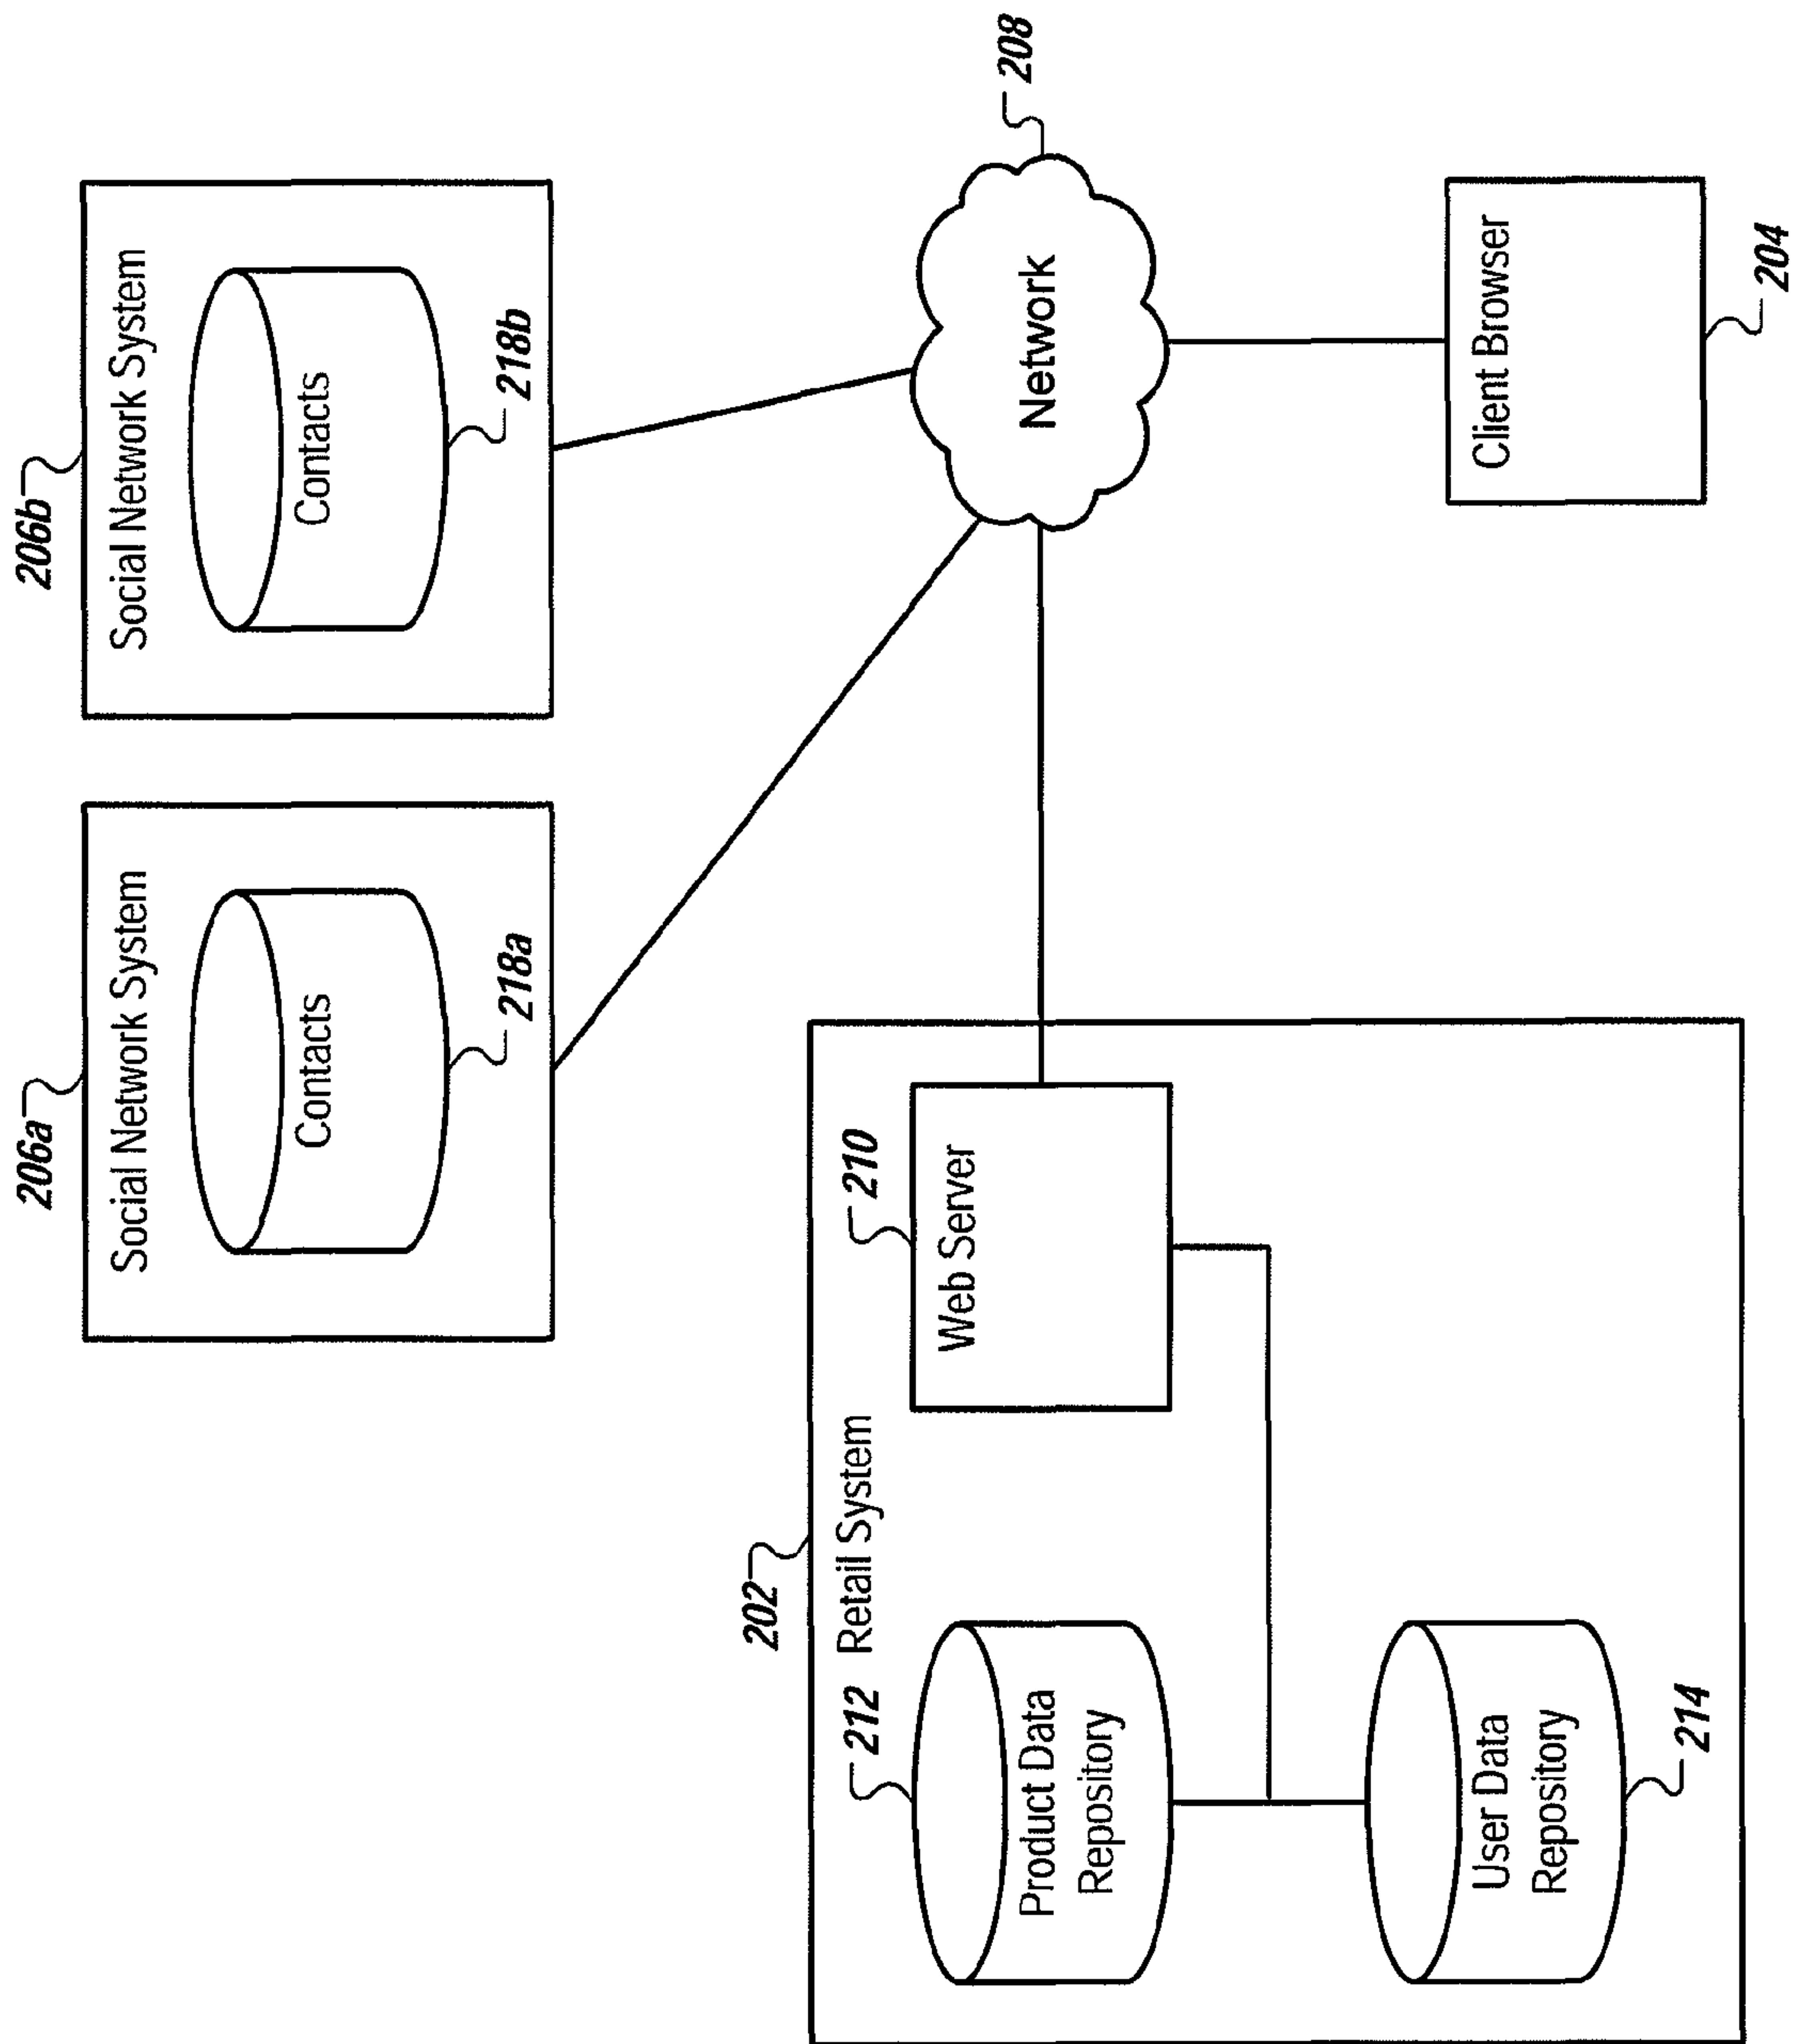 206a
206b
Social Network System
Social Network System
Contacts
Contacts
218a
218b
202
Retail System
212
210
208
Product Data
Repository
Web Server
Network
User Data
Repository
Client Browser
214
204